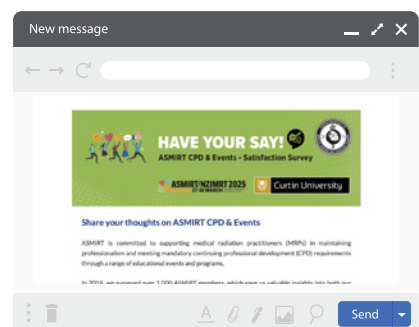 New message
HAVE YOUR SAY!
ASMIRT CPD & Events - Satisfaction Survey
ASMIRT/NZIMRT 2025
27-29 MARCH
Curtin University
Share your thoughts on ASMIRT CPD & Events
ASMIRT is committed to supporting medical radiation practitioners (MRPs) in maintaining
professionalism and meeting mandatory continuing professional development (CPD) requirements
through a range of educational events and programs.
In 2018, we surveyed over 1,000 ASMIRT members, which gave us valuable insights into both our
A
Send